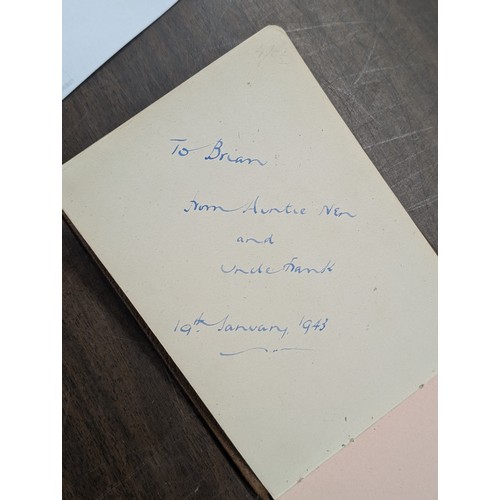 To Brian
from Auntie Nen
and
Uncle Frank
19th January 1943